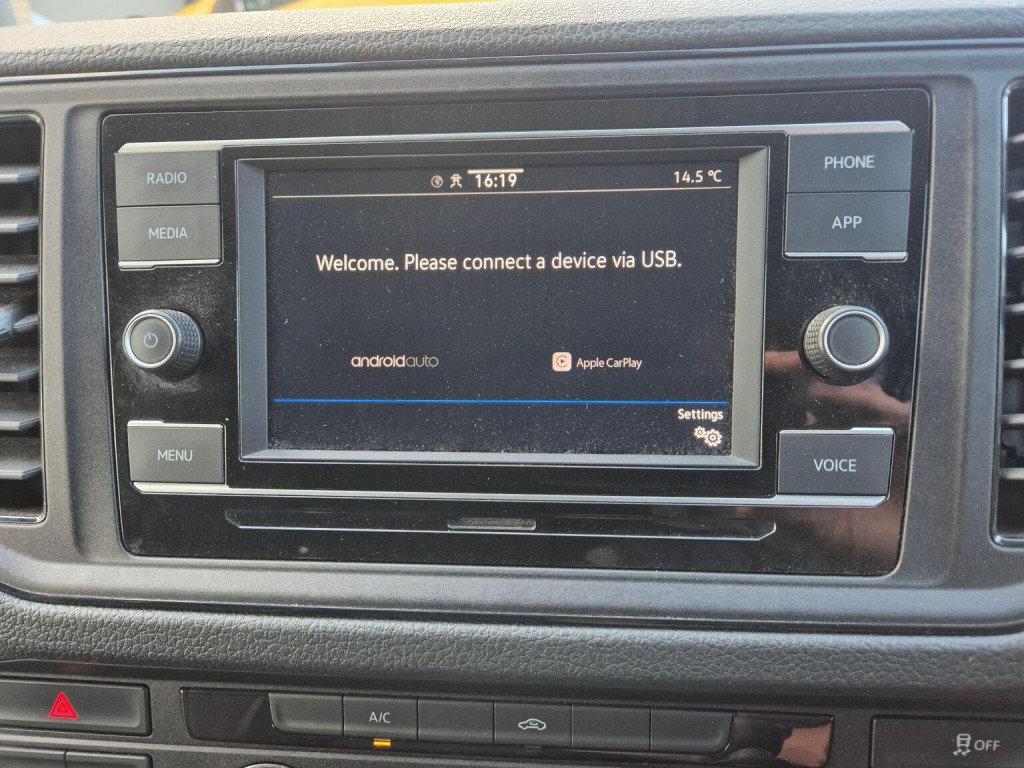 RADIO
MEDIA
MENU
16:19
14.5 °C
Welcome. Please connect a device via USB.
androidauto
Apple CarPlay
Settings
PHONE
APP
VOICE
A/C
OFF